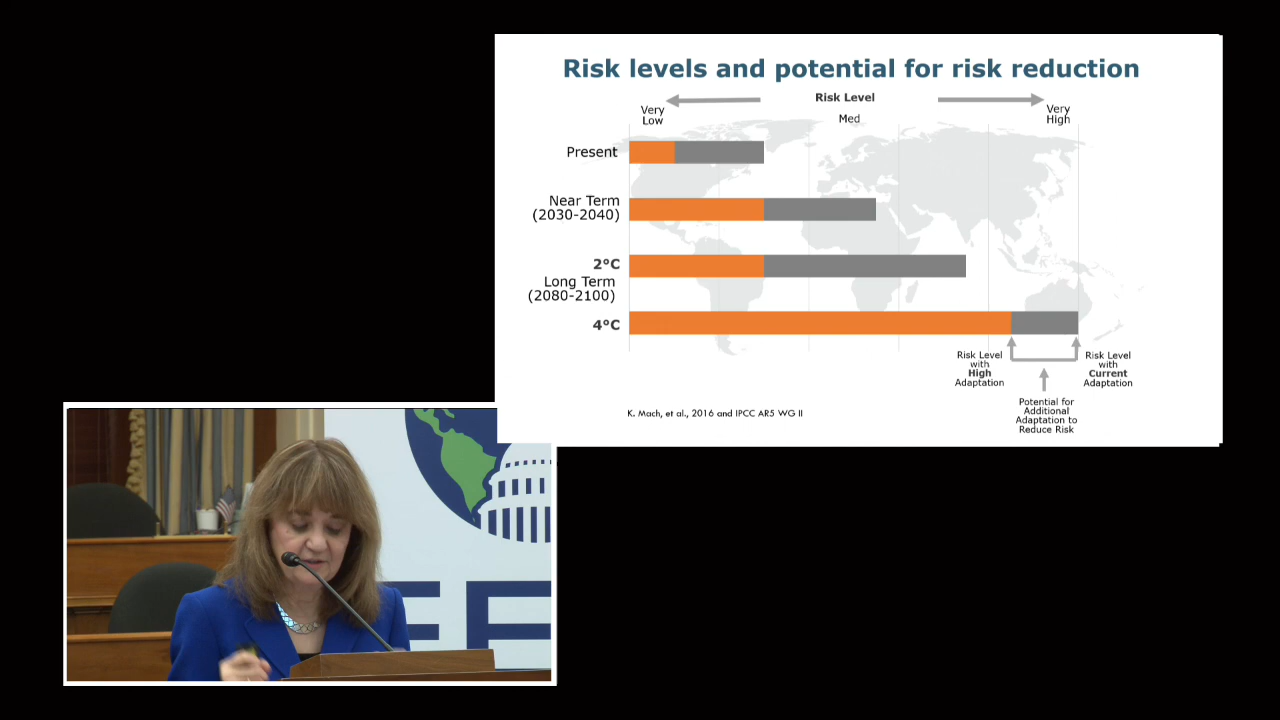 Risk levels and potential for risk reduction
Risk Level
Very
Low
Med
Very
High
Present
Near Term
(2030-2040)
2°C
Long Term
(2080-2100)
4°C
Risk Level
with
High
Adaptation
Risk Level
with
Current
Adaptation
Potential for
Additional
Adaptation to
Reduce Risk
K. Mach, et al., 2016 and IPCC AR5 WG II